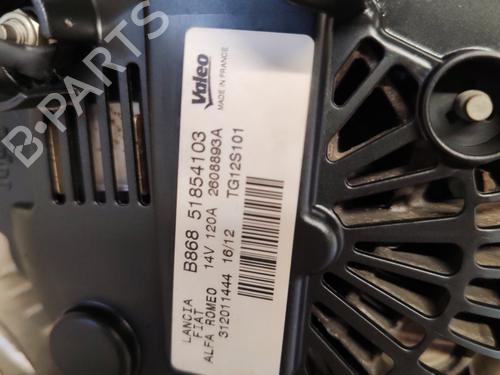 Valeo
MADE IN FRANCE
B868 51854103
14V 120A 2608893A
16/12 TG12S101
LANCIA
FIAT
ALFA ROMEO
312011444
B-PARTS